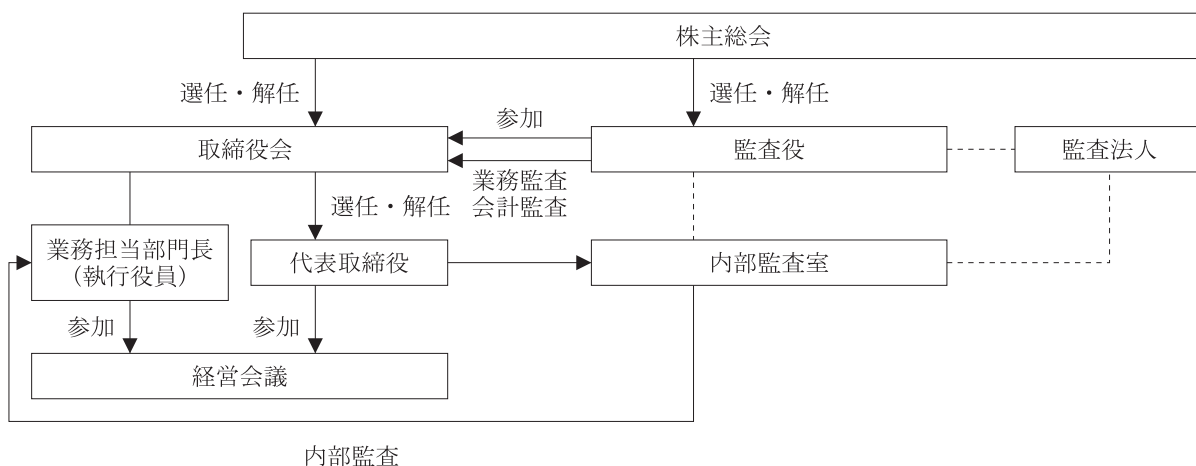 株主総会
選任・解任
選任・解任
参加
取締役会
監査役
監査法人
業務監査
会計監査
選任・解任
業務担当部門長
(執行役員)
代表取締役
内部監査室
参加
参加
経営会議
内部監査